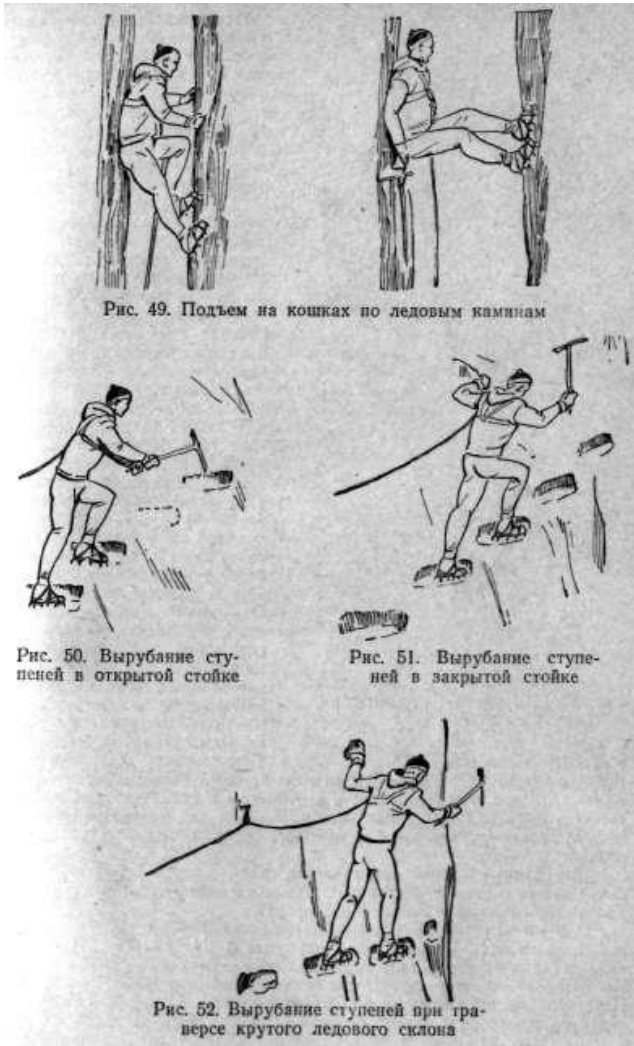 Рис. 49. Подъем на кошках по ледовым каминам
Рис. 50. Вырубание сту-
пеней в открытой стойке
Рис. 51. Вырубание ступе-
ней в закрытой стойке
Рис. 52. Вырубание ступеней при тра-
версе крутого ледового склона